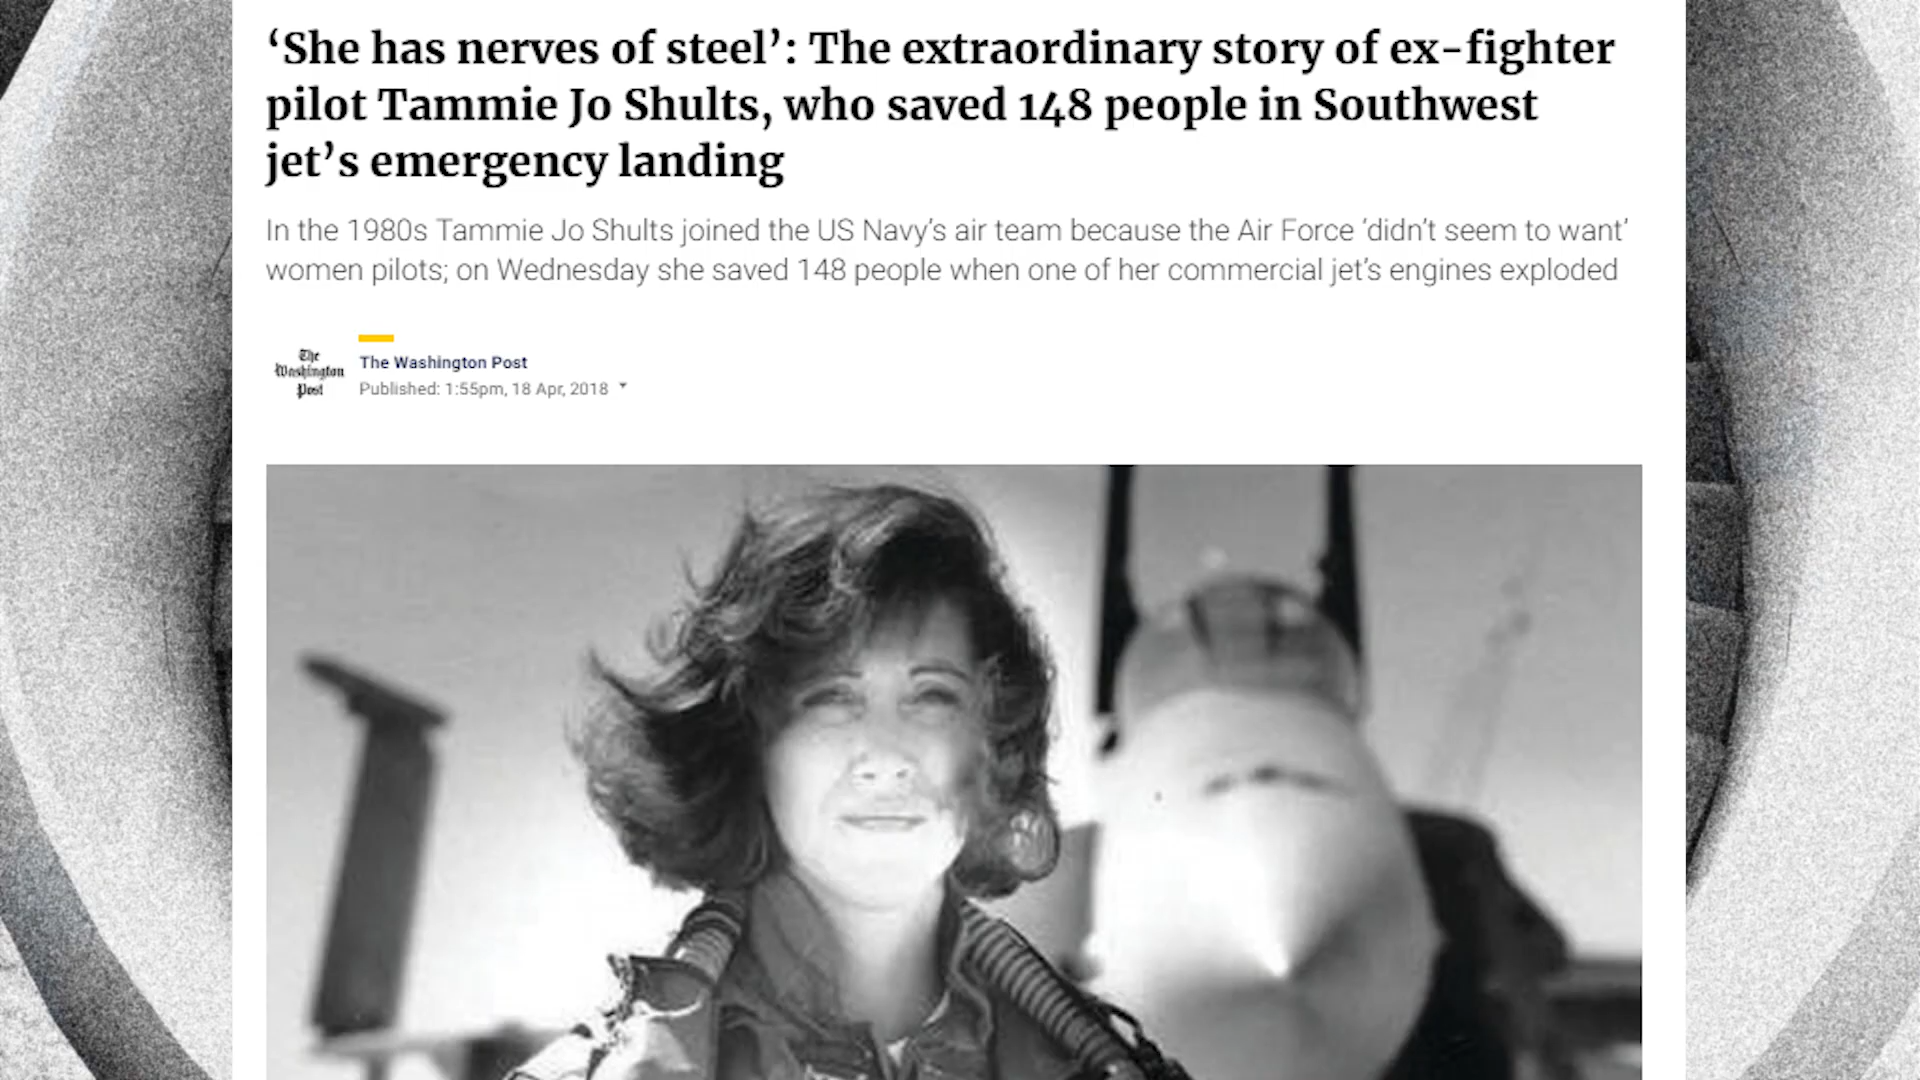 ‘She has nerves of steel’: The extraordinary story of ex-fighter
pilot Tammie Jo Shults, who saved 148 people in Southwest
jet’s emergency landing
In the 1980s Tammie Jo Shults joined the US Navy’s air team because the Air Force ‘didn’t seem to want’
women pilots; on Wednesday she saved 148 people when one of her commercial jet’s engines exploded
The
Washington
Post
The Washington Post
Published: 1:55pm, 18 Apr, 2018